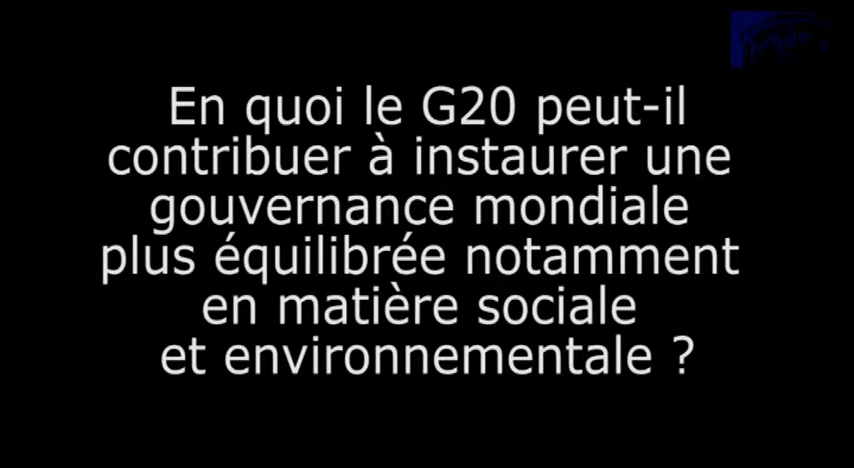 En quoi le G20 peut-il
contribuer à instaurer une
gouvernance mondiale
plus équilibrée notamment
en matière sociale
et environnementale ?